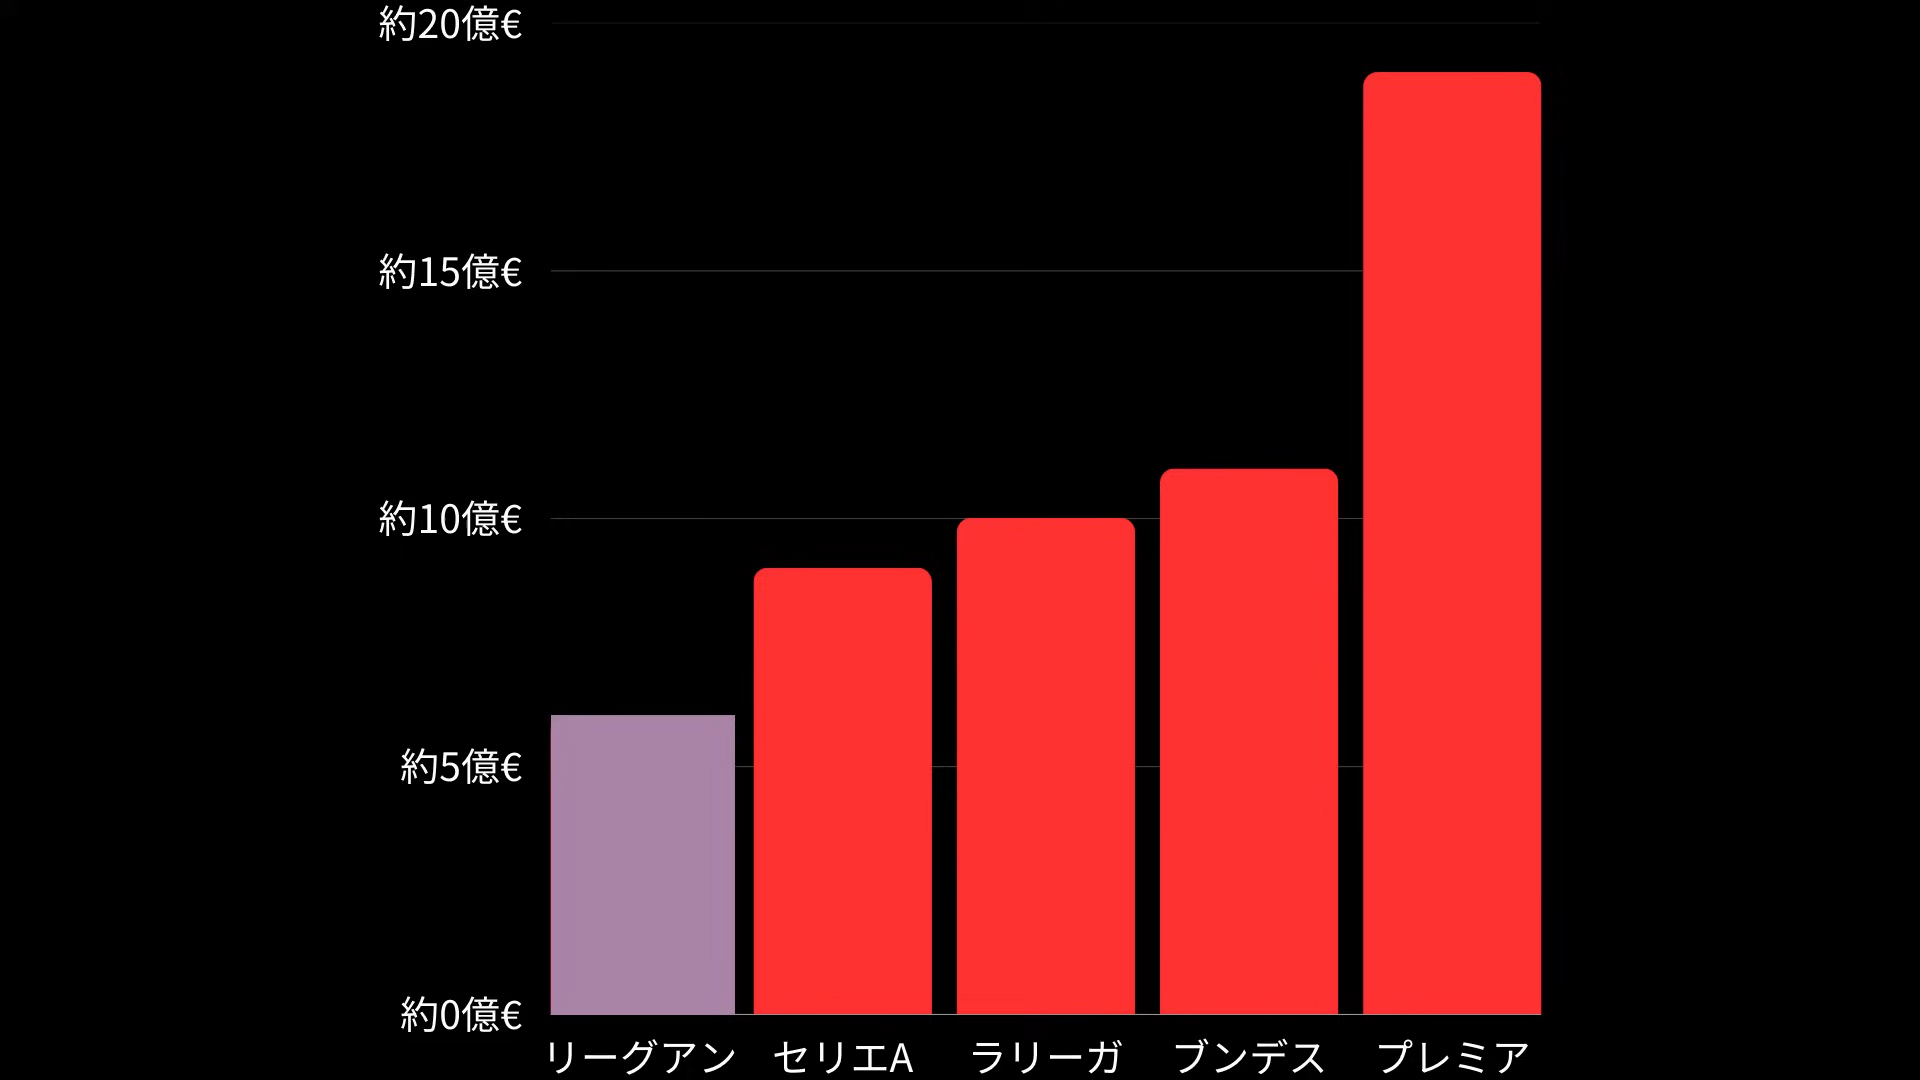 約20億€
約15億€
約10億€
約5億€
約0億€
リーグアン セリエA ラリーガ ブンデス プレミア